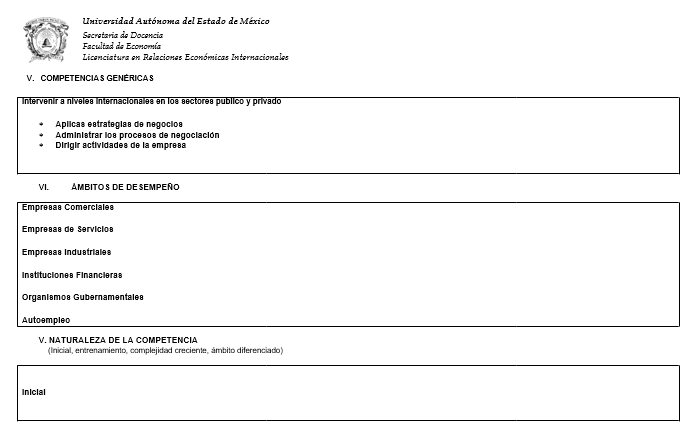 Universidad Autónoma del Estado de México
Secretaría de Docencia
Facultad de Economía
Licenciatura en Relaciones Económicas Internacionales
V. COMPETENCIAS GENÉRICAS
Intervenir a niveles internacionales en los sectores público y privado
• Aplicas estrategias de negocios
• Administrar los procesos de negociación
• Dirigir actividades de la empresa
VI. ÁMBITOS DE DESEMPEÑO
Empresas Comerciales
Empresas de Servicios
Empresas Industriales
Instituciones Financieras
Organismos Gubernamentales
Autoempleo
V. NATURALEZA DE LA COMPETENCIA
(Inicial, entrenamiento, complejidad creciente, ámbito diferenciado)
Inicial